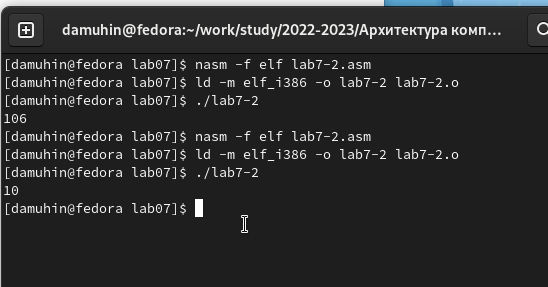 damuhin@fedora:~/work/study/2022-2023/Архитектура комп...
[damuhin@fedora lab07]$ nasm -f elf lab7-2.asm
[damuhin@fedora lab07]$ ld -m elf_i386 -o lab7-2 lab7-2.o
[damuhin@fedora lab07]$ ./lab7-2
106
[damuhin@fedora lab07]$ nasm -f elf lab7-2.asm
[damuhin@fedora lab07]$ ld -m elf_i386 -o lab7-2 lab7-2.o
[damuhin@fedora lab07]$ ./lab7-2
10
[damuhin@fedora lab07]$